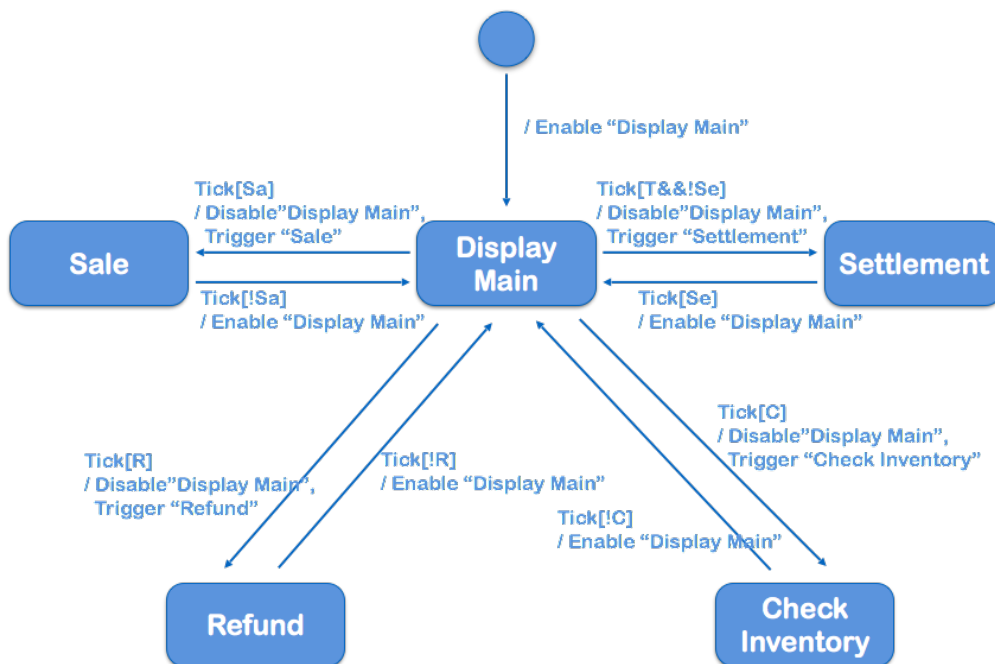 / Enable “Display Main”
Tick[Sa]
/ Disable”Display Main”,
Trigger “Sale”
Tick[T&&!Se]
/ Disable”Display Main”,
Trigger “Settlement”
Sale
Display
Main
Settlement
Tick[!Sa]
/ Enable “Display Main”
Tick[Se]
/ Enable “Display Main”
Tick[R]
/ Disable”Display Main”,
Trigger “Refund”
Tick[!R]
/ Enable “Display Main”
Tick[C]
/ Disable”Display Main”,
Trigger “Check Inventory”
Tick[!C]
/ Enable “Display Main”
Refund
Check
Inventory